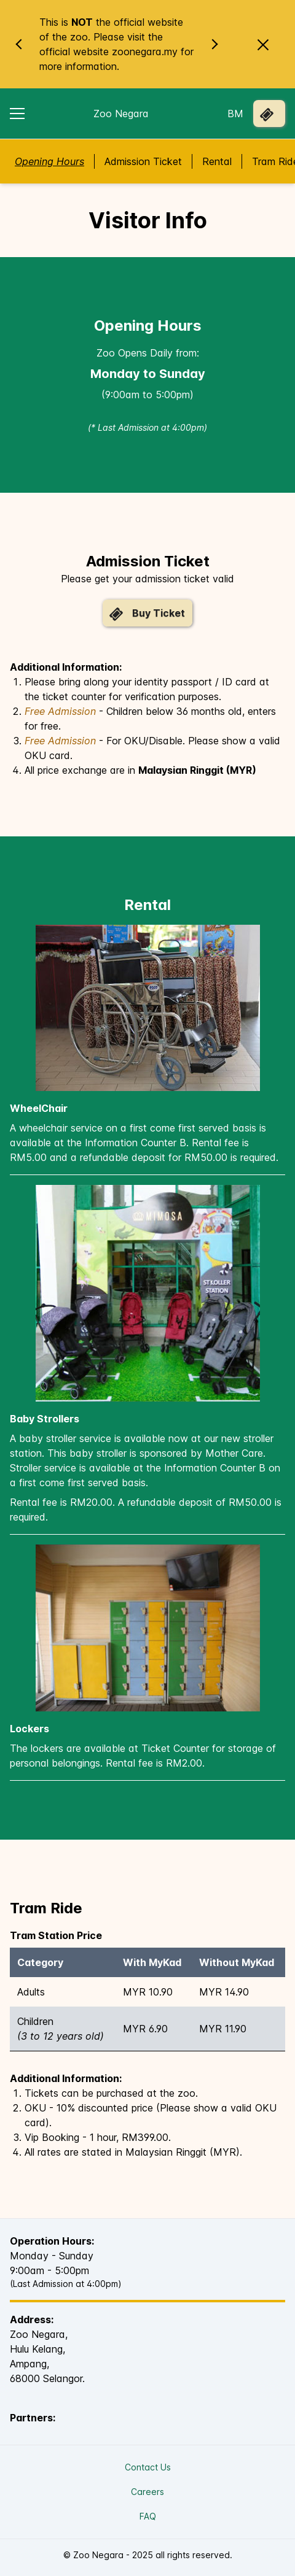 This is NOT the official website
of the zoo. Please visit the
official website zoonegara.my for
more information.
Zoo Negara
BM
Opening Hours
Admission Ticket
Rental
Tram Ride
Visitor Info
Opening Hours
Zoo Opens Daily from:
Monday to Sunday
(9:00am to 5:00pm)
(* Last Admission at 4:00pm)
Admission Ticket
Please get your admission ticket valid
Buy Ticket
Additional Information:
1. Please bring along your identity passport / ID card at
the ticket counter for verification purposes.
2. Free Admission - Children below 36 months old, enters
for free.
3. Free Admission - For OKU/Disable. Please show a valid
OKU card.
4. All price exchange are in Malaysian Ringgit (MYR)
Rental
WheelChair
A wheelchair service on a first come first served basis is
available at the Information Counter B. Rental fee is
RM5.00 and a refundable deposit for RM50.00 is required.
MIMOSA
STROLLER
Baby Strollers
A baby stroller service is available now at our new stroller
station. This baby stroller is sponsored by Mother Care.
Stroller service is available at the Information Counter B on
a first come first served basis.
Rental fee is RM20.00. A refundable deposit of RM50.00 is
required.
Lockers
The lockers are available at Ticket Counter for storage of
personal belongings. Rental fee is RM2.00.
Tram Ride
Tram Station Price
Category With MyKad Without MyKad
Adults MYR 10.90 MYR 14.90
Children
(3 to 12 years old) MYR 6.90 MYR 11.90
Additional Information:
1. Tickets can be purchased at the zoo.
2. OKU - 10% discounted price (Please show a valid OKU
card).
3. Vip Booking - 1 hour, RM399.00.
4. All rates are stated in Malaysian Ringgit (MYR).
Operation Hours:
Monday - Sunday
9:00am - 5:00pm
(Last Admission at 4:00pm)
Address:
Zoo Negara,
Hulu Kelang,
Ampang,
68000 Selangor.
Partners:
Contact Us
Careers
FAQ
© Zoo Negara - 2025 all rights reserved.